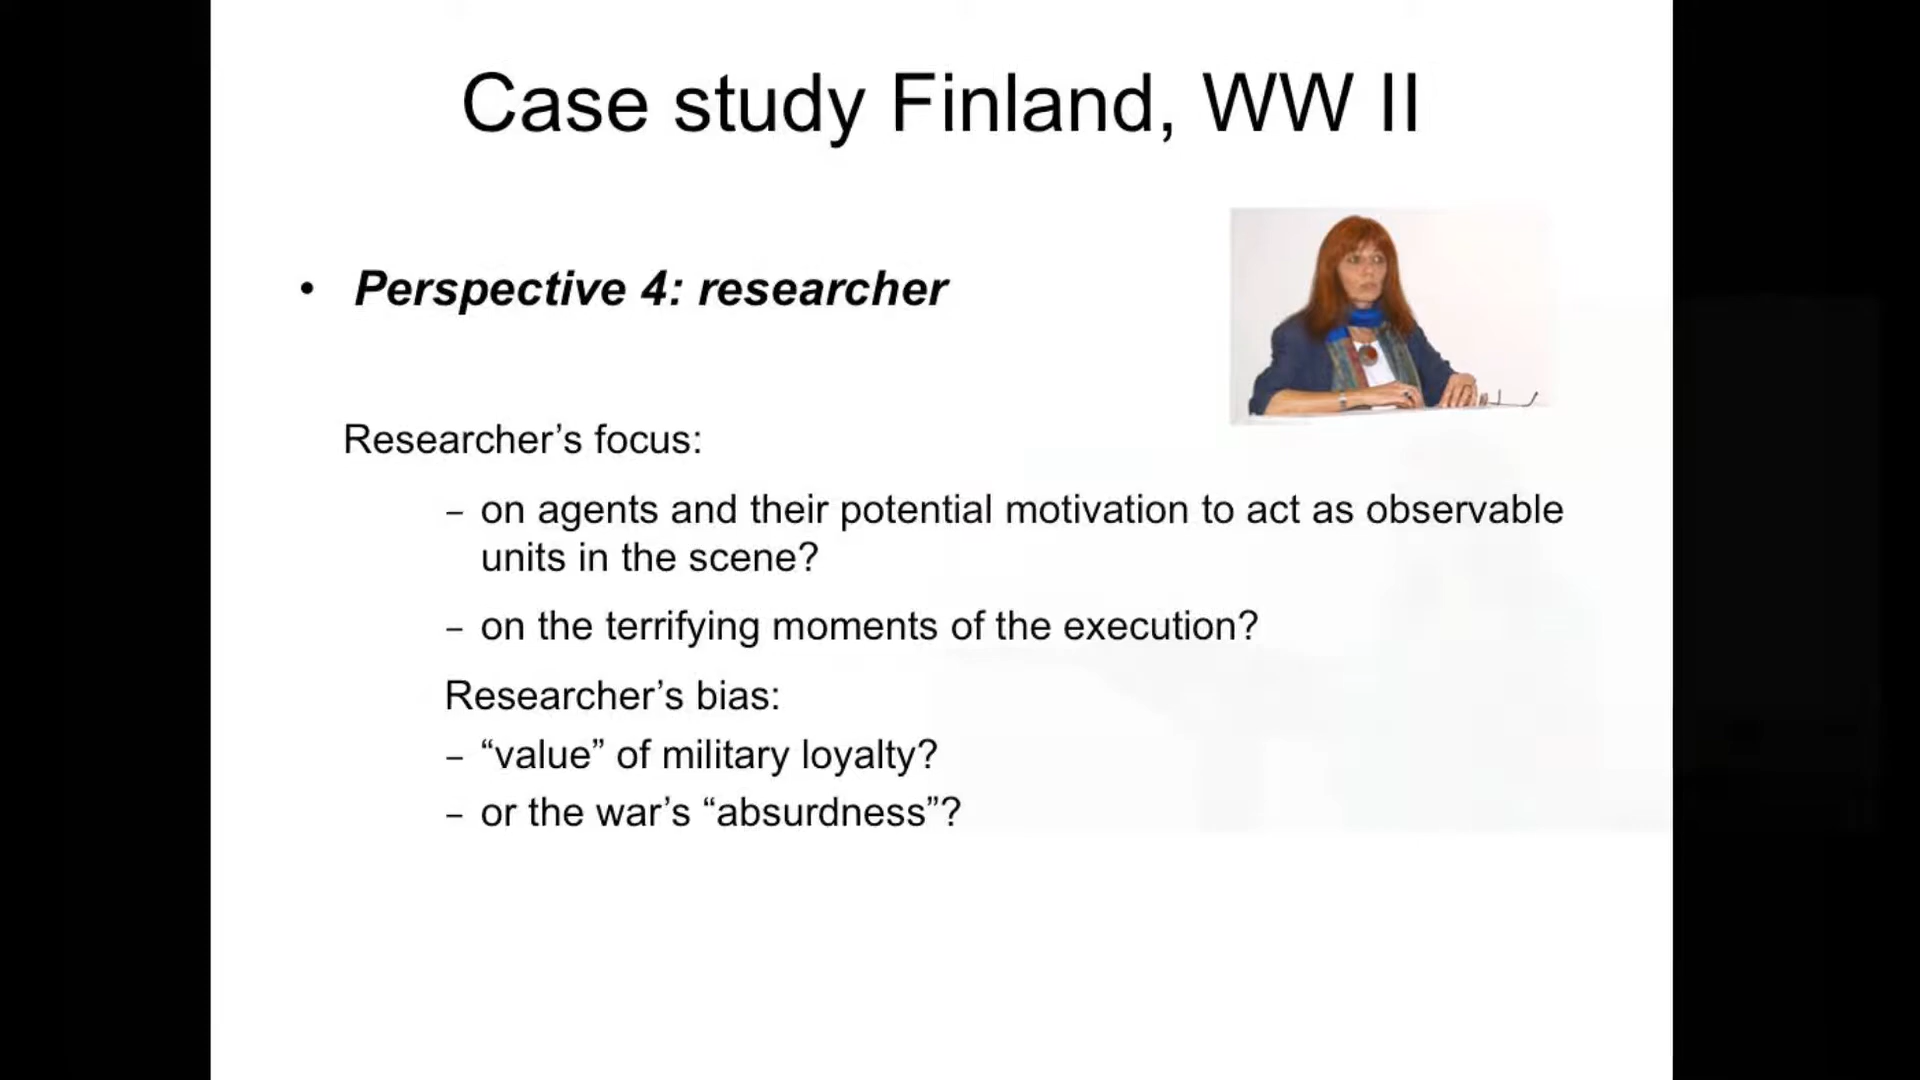 Case study Finland, WW II
• Perspective 4: researcher
Researcher’s focus:
– on agents and their potential motivation to act as observable
units in the scene?
– on the terrifying moments of the execution?
Researcher’s bias:
– “value” of military loyalty?
– or the war’s “absurdness”?